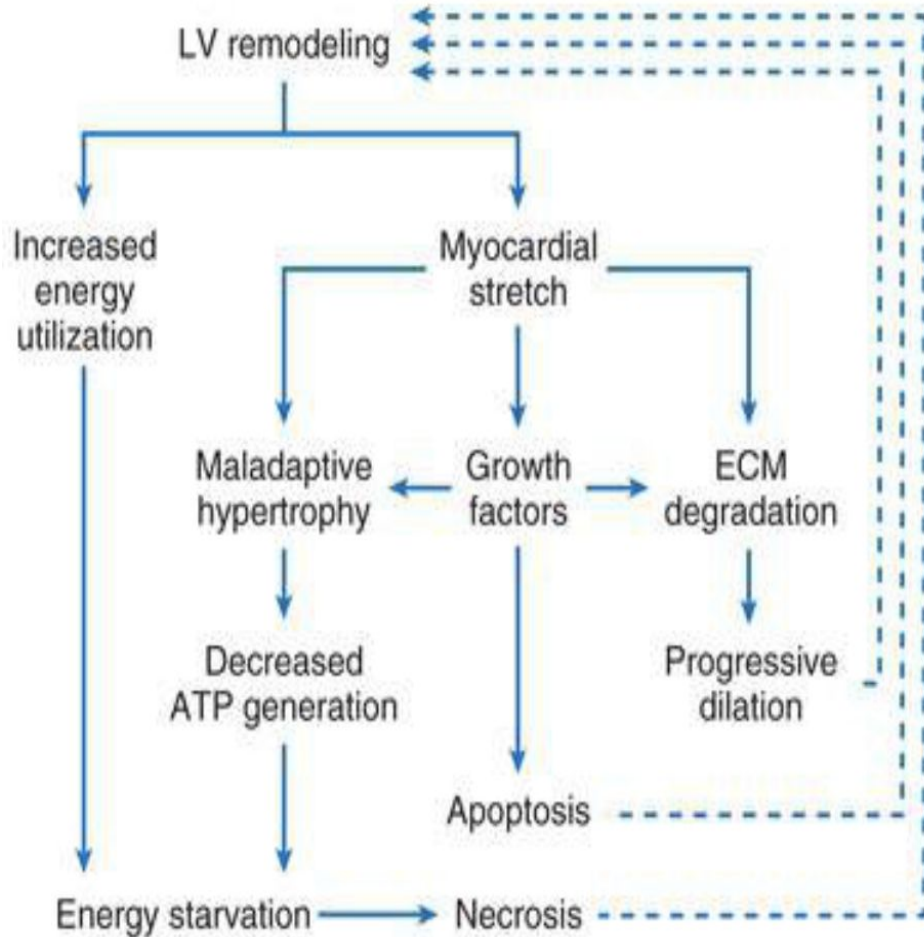 LV remodeling
Increased
energy
utilization
Myocardial
stretch
Maladaptive
hypertrophy
Growth
factors
ECM
degradation
Decreased
ATP generation
Progressive
dilation
Apoptosis
Energy starvation
Necrosis